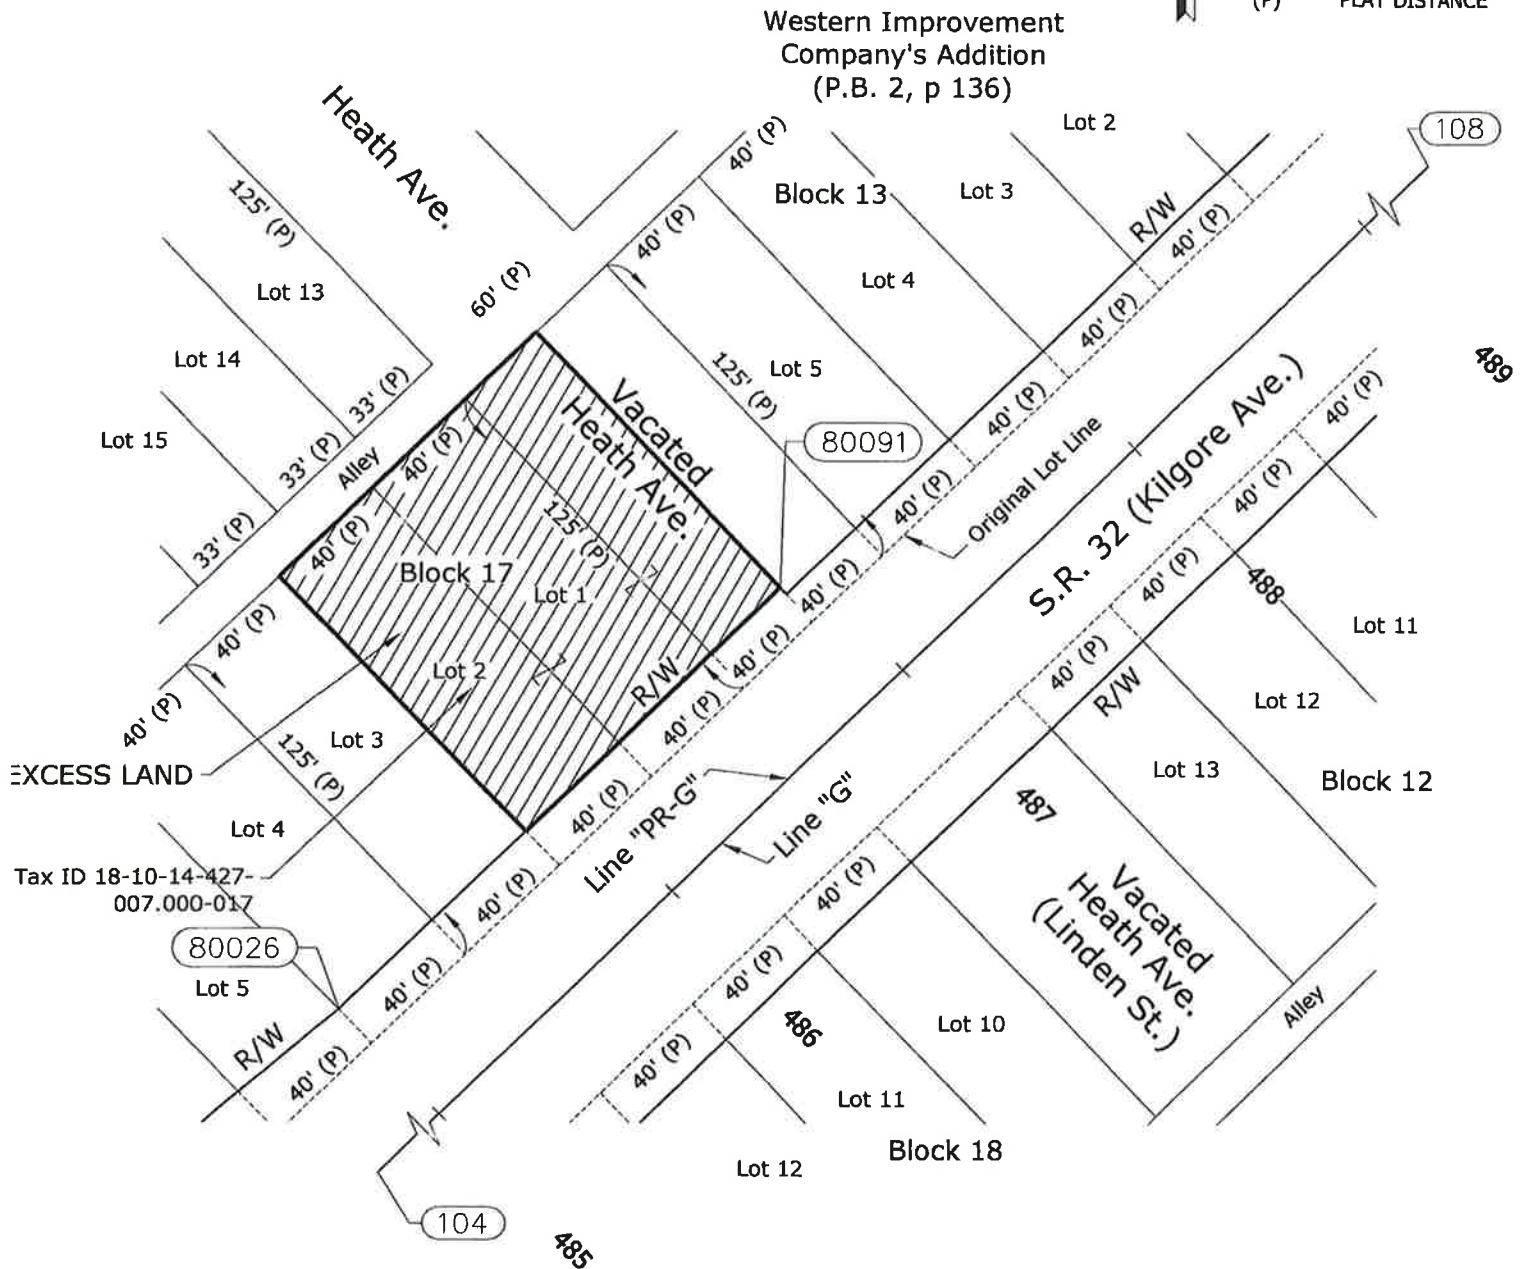 (P) PLAT DISTANCE
Western Improvement
Company's Addition
(P.B. 2, p 136)
Heath Ave.
40' (P)
Lot 2
108
125' (P)
Block 13
Lot 3
R/W
40' (P)
40' (P)
60' (P)
Lot 13
Lot 4
40' (P)
Lot 14
33' (P)
125' (P)
Lot 5
489
Vacated
Heath Ave.
40' (P)
40' (P)
Lot 15
33' (P)
Alley
40' (P)
80091
S.R. 32 (Kilgore Ave.)
40' (P)
Original Lot Line
40' (P)
33' (P)
40' (P)
125' (P)
Block 17
Lot 1
40' (P)
40' (P)
488
Lot 11
40' (P)
Lot 2
R/W
40' (P)
40' (P)
R/W
Lot 12
40' (P)
40' (P)
Lot 3
125' (P)
EXCESS LAND
Lot 13
Block 12
Line "PR-G"
Line "G"
487
40' (P)
Lot 4
Tax ID 18-10-14-427-
007.000-017
40' (P)
40' (P)
Vacated
Heath Ave.
(Linden St.)
80026
Lot 5
40' (P)
40' (P)
Alley
R/W
40' (P)
486
Lot 10
40' (P)
Lot 11
Block 18
Lot 12
104
485